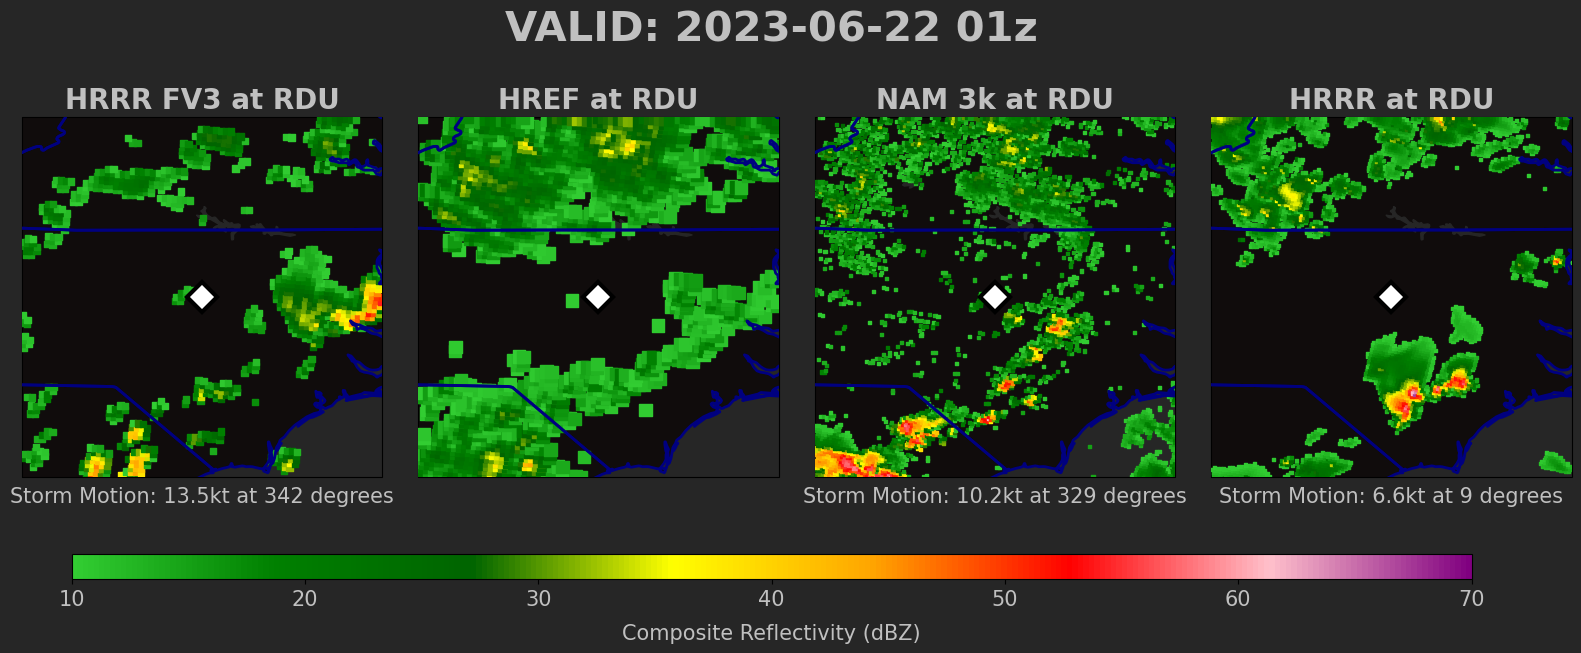 VALID: 2023-06-22 01z
HRRR FV3 at RDU
HREF at RDU
NAM 3k at RDU
HRRR at RDU
Storm Motion: 13.5kt at 342 degrees
Storm Motion: 10.2kt at 329 degrees
Storm Motion: 6.6kt at 9 degrees
10 20 30 40 50 60 70
Composite Reflectivity (dBZ)